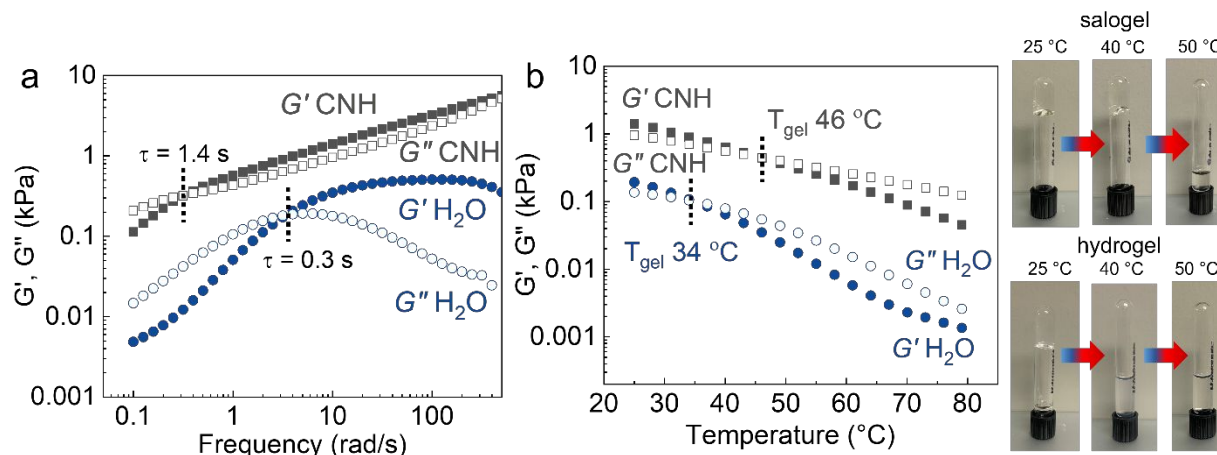 a
G', G" (kPa)
10
1
0.1
0.01
0.001
G' CNH
τ = 1.4 s
G" CNH
G' H₂O
τ = 0.3 s
G" H₂O
0.1
1
10
100
Frequency (rad/s)
b
G', G" (kPa)
10
1
0.1
0.01
0.001
G' CNH
Tgel 46 °C
G" CNH
Tgel 34 °C
G" H₂O
G' H₂O
20 30 40 50 60 70 80
Temperature (°C)
salogel
25 °C
40 °C
50 °C
hydrogel
25 °C
40 °C
50 °C